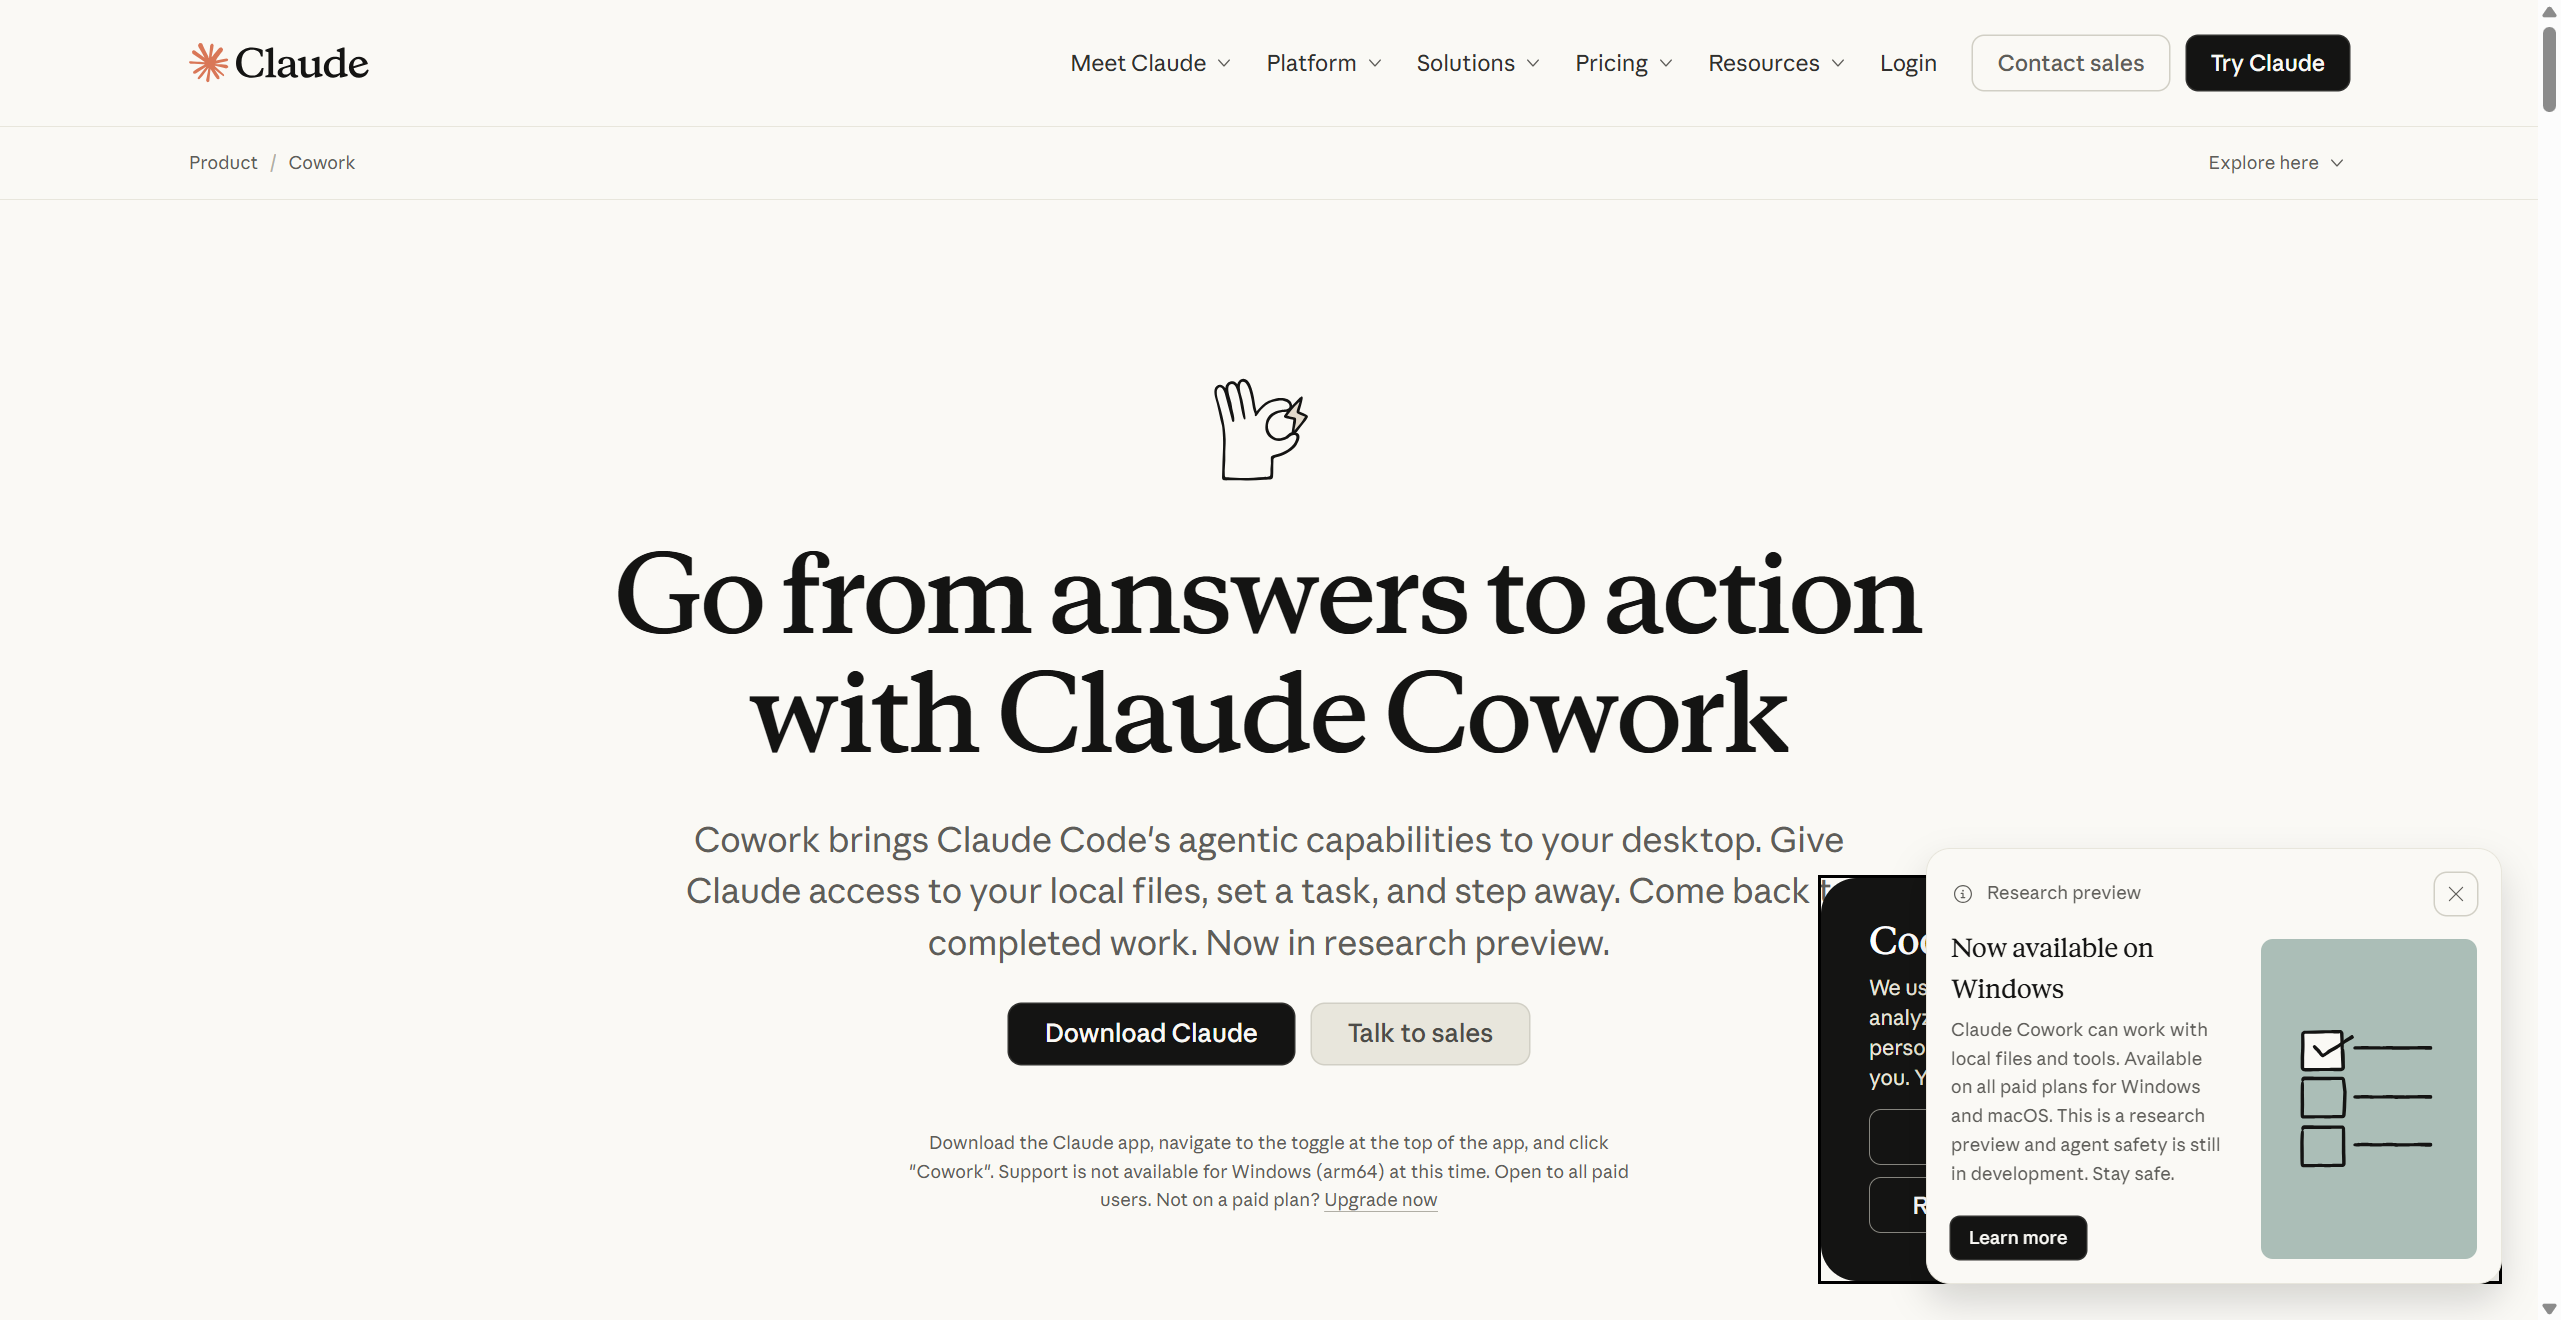 Claude
Meet Claude
Platform
Solutions
Pricing
Resources
Login
Contact sales
Try Claude
Product / Cowork
Explore here
Go from answers to action
with Claude Cowork
Cowork brings Claude Code's agentic capabilities to your desktop. Give
Claude access to your local files, set a task, and step away. Come back
completed work. Now in research preview.
Download Claude
Talk to sales
Download the Claude app, navigate to the toggle at the top of the app, and click
"Cowork". Support is not available for Windows (arm64) at this time. Open to all paid
users. Not on a paid plan? Upgrade now
We us
analyz
perso
you. Y
Research preview
Now available on
Windows
Claude Cowork can work with
local files and tools. Available
on all paid plans for Windows
and macOS. This is a research
preview and agent safety is still
in development. Stay safe.
Learn more